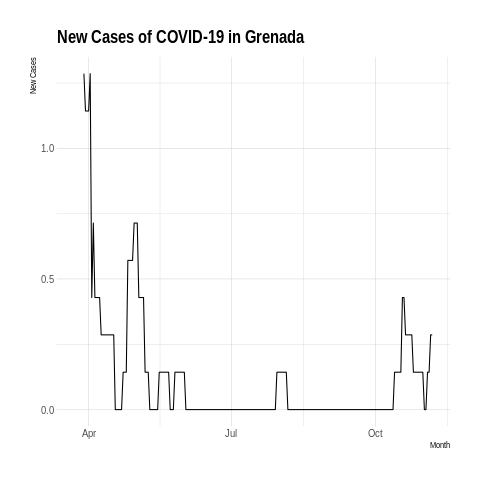 New Cases of COVID-19 in Grenada
New Cases
1.0
0.5
0.0
Apr
Jul
Oct
Month